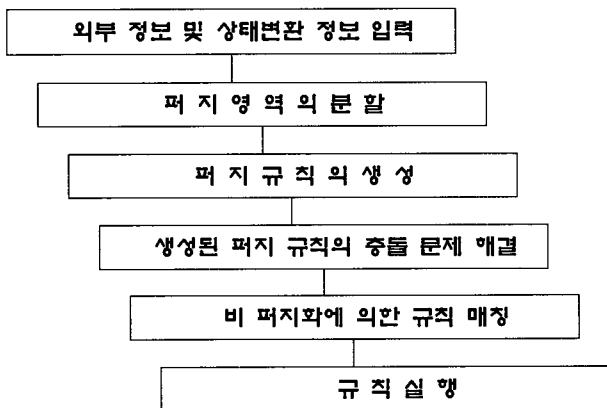 외부 정보 및 상태변환 정보 입력
퍼 지 영 역 의 분 할
퍼 지 규 칙 의 생 성
생성된 퍼지 규칙의 충돌 문제 해결
비 퍼지화에 의한 규칙 매칭
규 칙 실 행